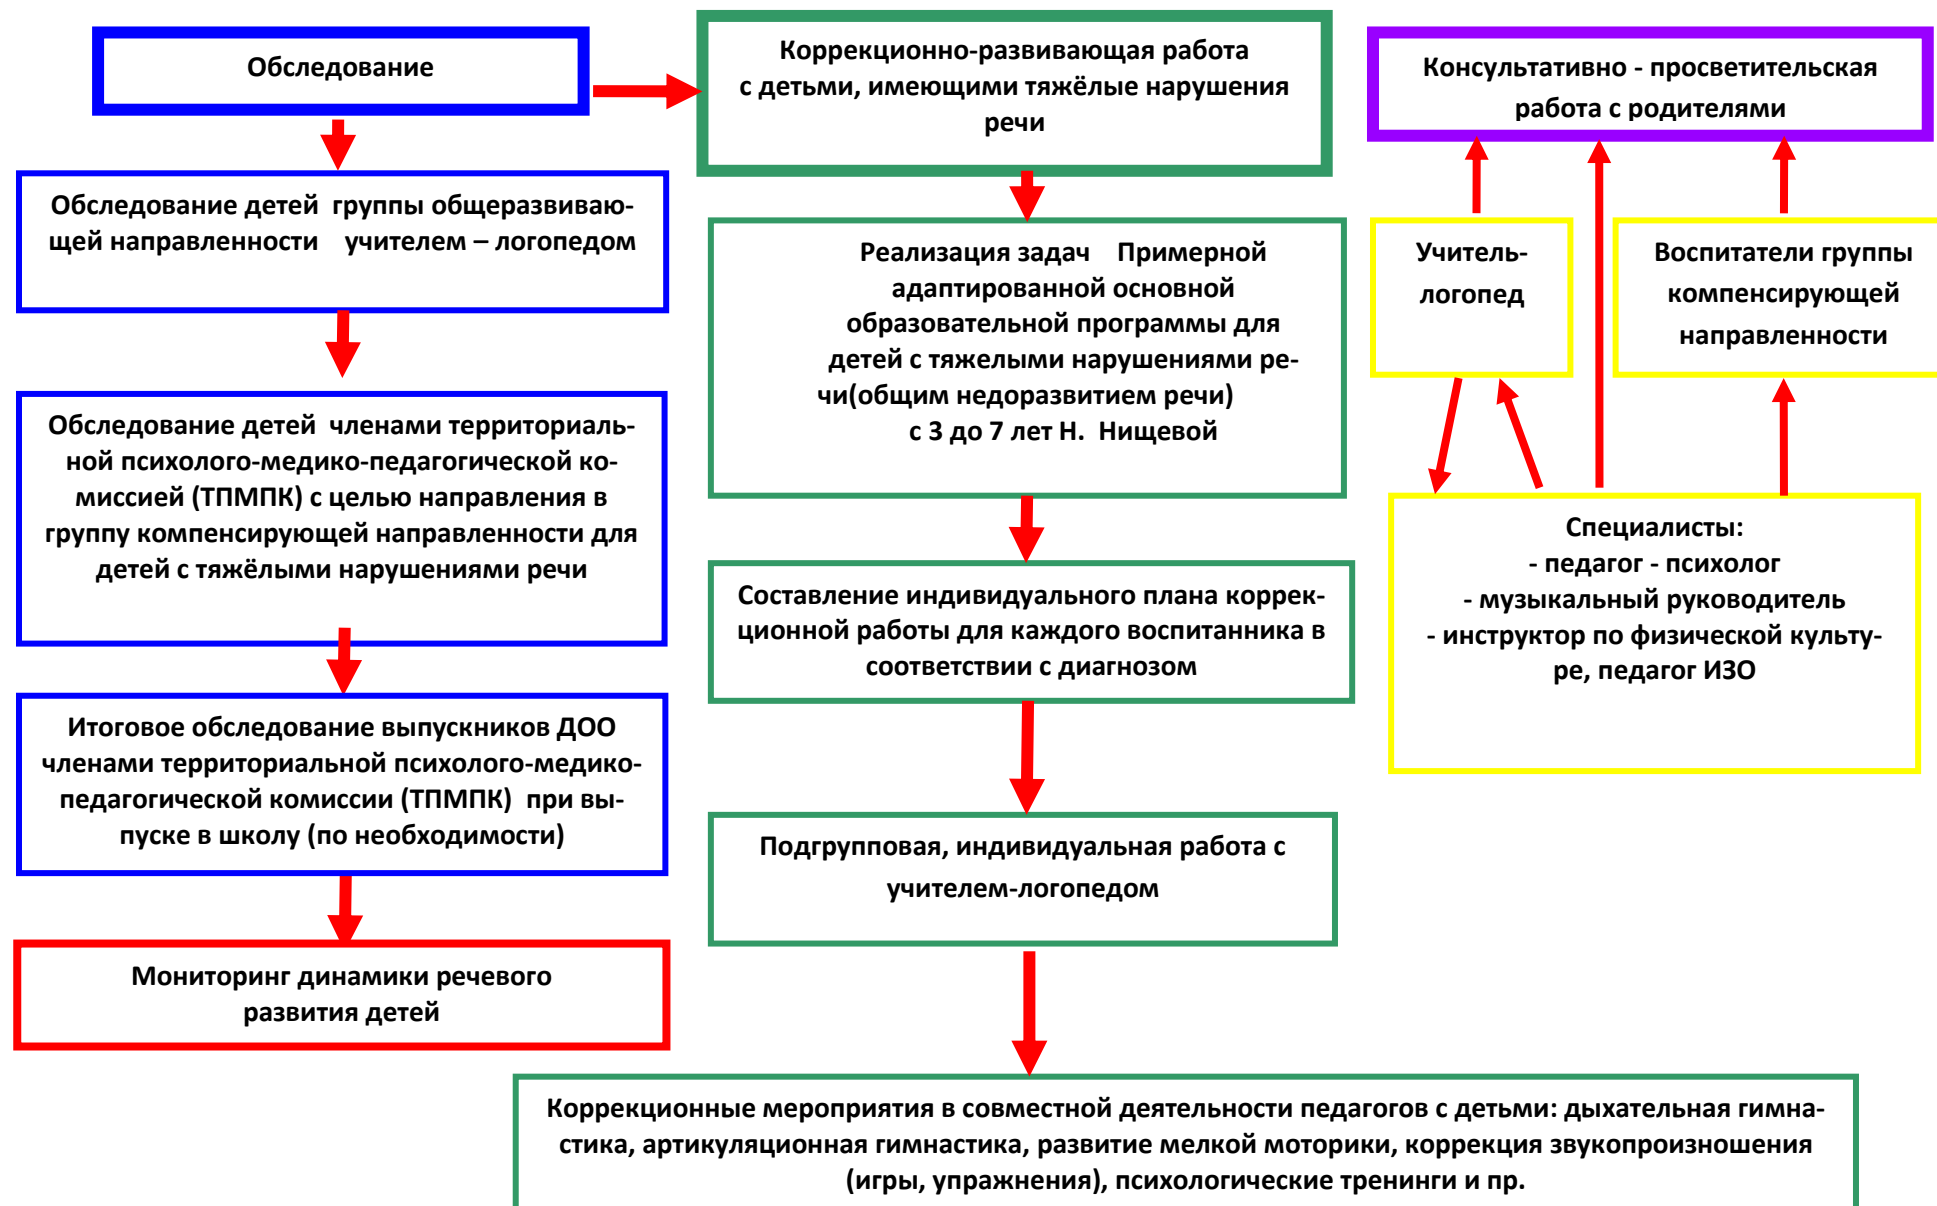 Обследование
Обследование детей группы общеразвиваю-
щей направленности учителем – логопедом
Обследование детей членами территориаль-
ной психолого-медико-педагогической ко-
миссией (ТПМПК) с целью направления в
группу компенсирующей направленности для
детей с тяжёлыми нарушениями речи
Итоговое обследование выпускников ДОО
членами территориальной психолого-медико-
педагогической комиссии (ТПМПК) при вы-
пуске в школу (по необходимости)
Мониторинг динамики речевого
развития детей
Коррекционно-развивающая работа
с детьми, имеющими тяжёлые нарушения
речи
Реализация задач Примерной
адаптированной основной
образовательной программы для
детей с тяжелыми нарушениями ре-
чи(общим недоразвитием речи)
с 3 до 7 лет Н. Нищевой
Составление индивидуального плана коррек-
ционной работы для каждого воспитанника в
соответствии с диагнозом
Подгрупповая, индивидуальная работа с
учителем-логопедом
Коррекционные мероприятия в совместной деятельности педагогов с детьми: дыхательная гимна-
стика, артикуляционная гимнастика, развитие мелкой моторики, коррекция звукопроизношения
(игры, упражнения), психологические тренинги и пр.
Консультативно - просветительская
работа с родителями
Учитель-
логопед
Воспитатели группы
компенсирующей
направленности
Специалисты:
- педагог - психолог
- музыкальный руководитель
- инструктор по физической культу-
ре, педагог ИЗО